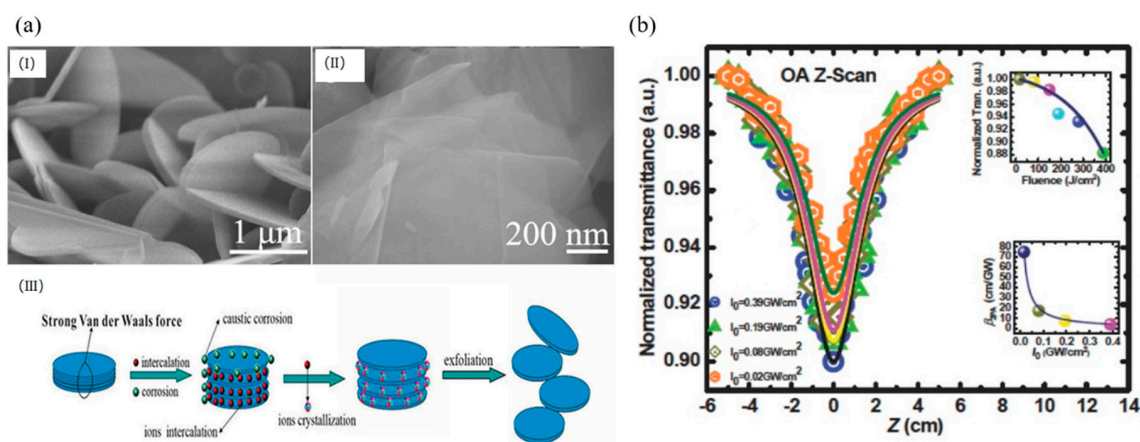 (a)
(I)
1 μm
(II)
200 nm
(III)
Strong Van der Waals force
intercalation
corrosion
caustic corrosion
ions intercalation
ions crystallization
exfoliation
(b)
OA Z-Scan
Normalized transmittance (a.u.)
1.00
0.98
0.96
0.94
0.92
0.90
I0=0.39GW/cm2
I0=0.19GW/cm2
I0=0.08GW/cm2
I0=0.02GW/cm2
-6 -4 -2 0 2 4 6 8 10 12 14
Z (cm)
Normalized Tran. (a.u.)
1.00
0.98
0.96
0.94
0.92
0.90
0.88
0 100 200 300 400
Fluence (J/cm2)
β2PA (cm/GW)
80
70
60
50
40
30
20
10
0
0.0 0.1 0.2 0.3 0.4
I0 (GW/cm2)